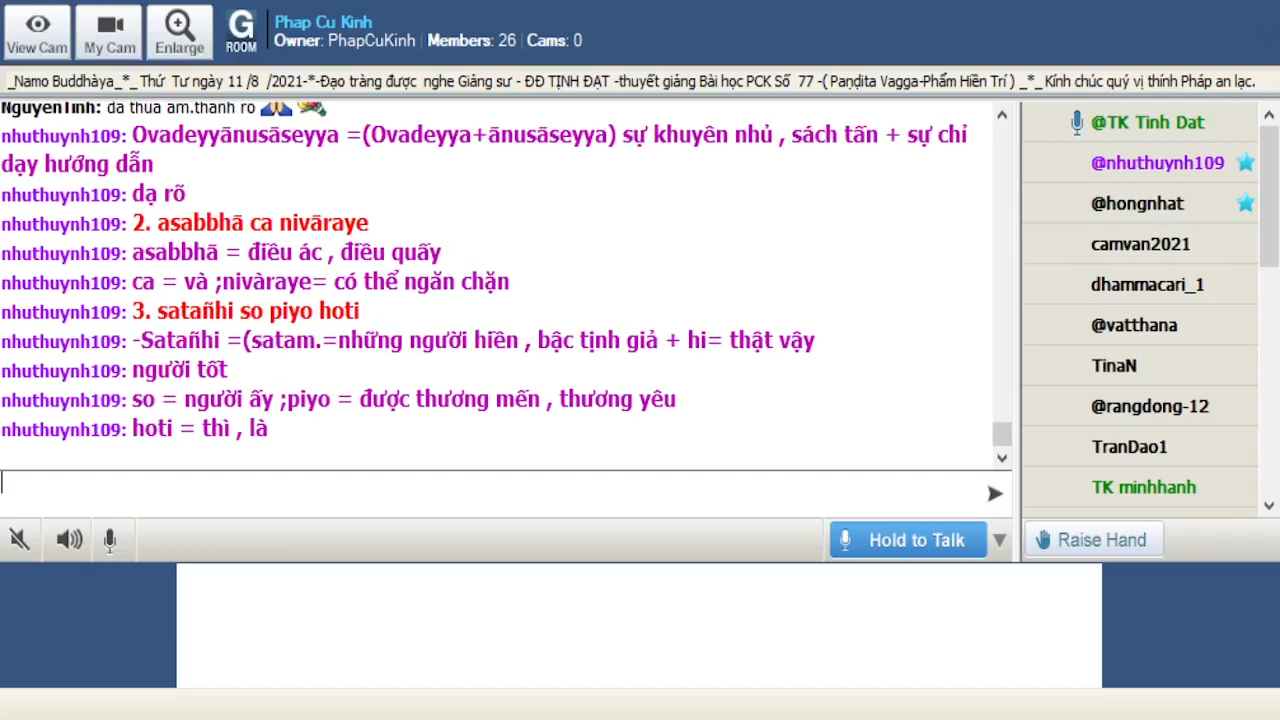 View Cam
My Cam
Enlarge
G
ROOM
Phap Cu Kinh
Owner: PhapCuKinh | Members: 26 | Cams: 0
_Namo Buddhàya_*_ Thứ Tư ngày 11 /8 /2021-*-Đạo tràng được nghe Giảng sư - ĐĐ TỊNH ĐẠT -thuyết giảng Bài học PCK Số 77 -( Paṇḍita Vagga-Phẩm Hiền Trí ) _*_ Kính chúc quý vị thính Pháp an lạc.
NguyenTinh: da thua am.thanh ro
nhuthuynh109: Ovadeyyānusāseyya =(Ovadeyya+ānusāseyya) sự khuyên nhủ , sách tấn + sự chỉ
dạy hướng dẫn
nhuthuynh109: dạ rõ
nhuthuynh109: 2. asabbhā ca nivāraye
nhuthuynh109: asabbhā = điều ác , điều quấy
nhuthuynh109: ca = và ;nivàraye= có thể ngăn chặn
nhuthuynh109: 3. satañhi so piyo hoti
nhuthuynh109: -Satañhi =(satam.=những người hiền , bậc tịnh giả + hi= thật vậy
nhuthuynh109: người tốt
nhuthuynh109: so = người ấy ;piyo = được thương mến , thương yêu
nhuthuynh109: hoti = thì , là
@TK Tinh Dat
@nhuthuynh109
@hongnhat
camvan2021
dhammacari_1
@vatthana
TinaN
@rangdong-12
TranDao1
TK minhhanh
Hold to Talk
Raise Hand